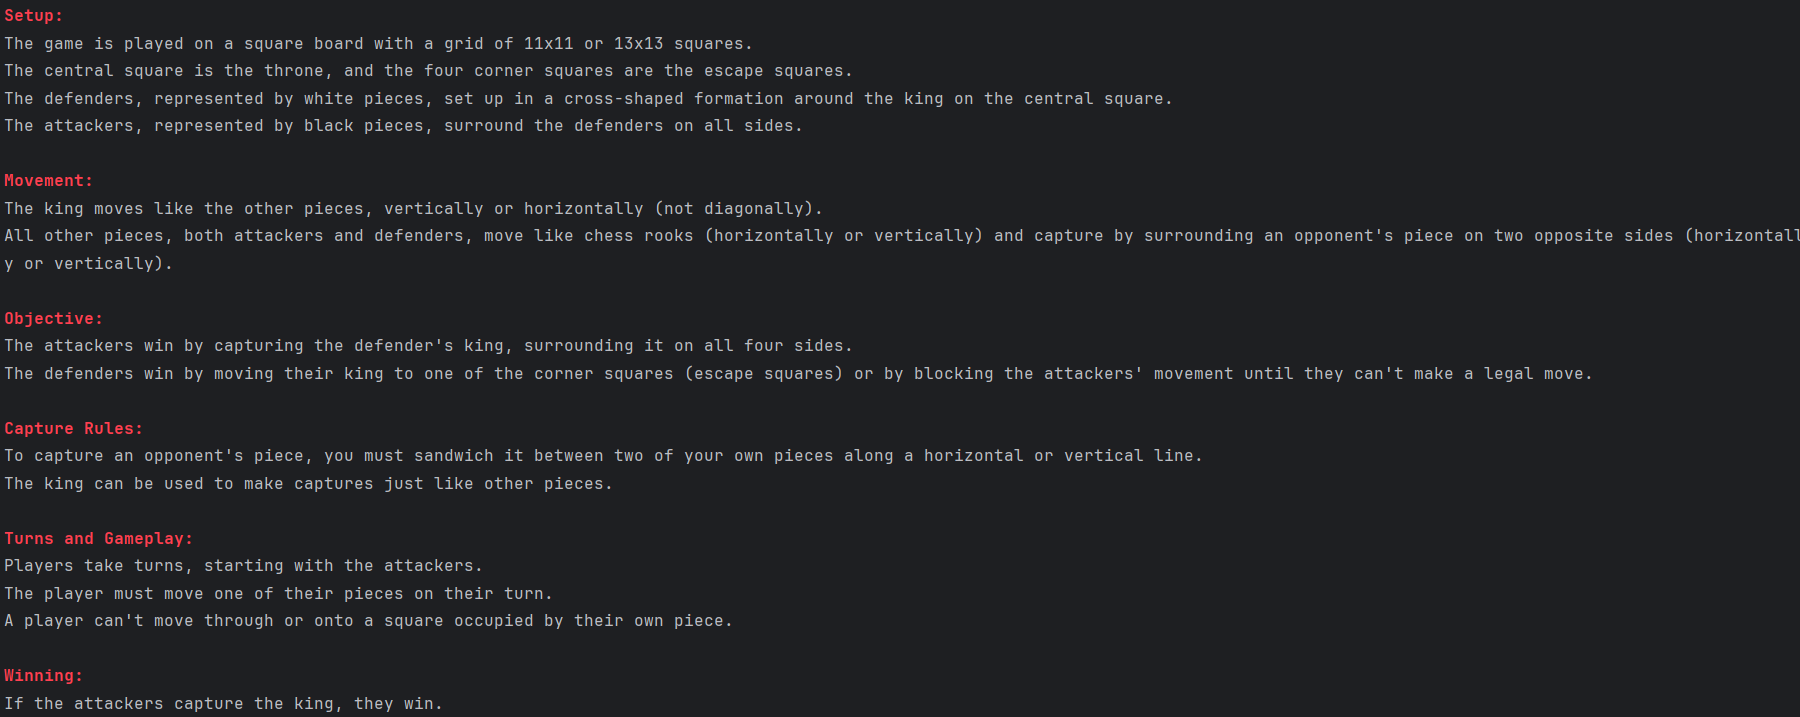 Setup:
The game is played on a square board with a grid of 11x11 or 13x13 squares.
The central square is the throne, and the four corner squares are the escape squares.
The defenders, represented by white pieces, set up in a cross-shaped formation around the king on the central square.
The attackers, represented by black pieces, surround the defenders on all sides.
Movement:
The king moves like the other pieces, vertically or horizontally (not diagonally).
All other pieces, both attackers and defenders, move like chess rooks (horizontally or vertically) and capture by surrounding an opponent's piece on two opposite sides (horizontall
y or vertically).
Objective:
The attackers win by capturing the defender's king, surrounding it on all four sides.
The defenders win by moving their king to one of the corner squares (escape squares) or by blocking the attackers' movement until they can't make a legal move.
Capture Rules:
To capture an opponent's piece, you must sandwich it between two of your own pieces along a horizontal or vertical line.
The king can be used to make captures just like other pieces.
Turns and Gameplay:
Players take turns, starting with the attackers.
The player must move one of their pieces on their turn.
A player can't move through or onto a square occupied by their own piece.
Winning:
If the attackers capture the king, they win.